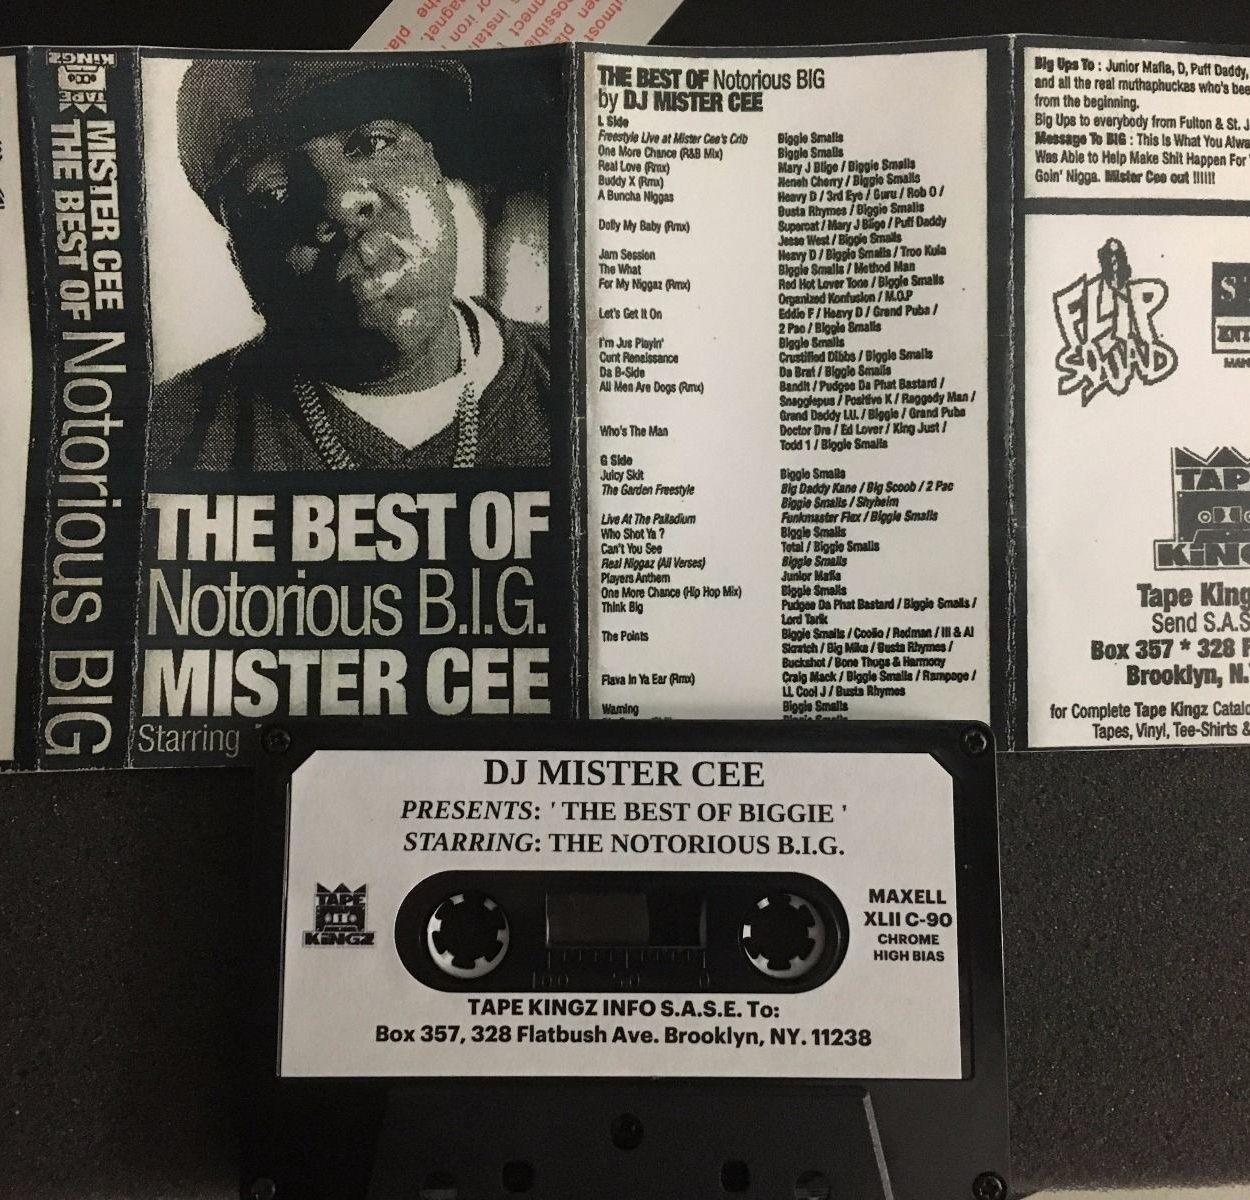 TAPE
KINGZ
MISTER CEE
THE BEST OF Notorious BIG
THE BEST OF
Notorious B.I.G.
MISTER CEE
Starring
THE BEST OF Notorious BIG
by DJ MISTER CEE
L Side
Freestyle Live at Mister Cee's Crib Biggie Smalls
One More Chance (R&B Mix) Biggie Smalls
Real Love (Rmx) Mary J Blige / Biggie Smalls
Buddy X (Rmx) Neneh Cherry / Biggie Smalls
A Buncha Niggas Heavy D / 3rd Eye / Guru / Rob O /
Busta Rhymes / Biggie Smalls
Dolly My Baby (Rmx) Supercat / Mary J Blige / Puff Daddy
Jesse West / Biggie Smalls
Jam Session Heavy D / Biggie Smalls / Troo Kula
The What Biggie Smalls / Method Man
For My Niggaz (Rmx) Red Hot Lover Tone / Biggie Smalls
Organized Konfusion / M.O.P
Let's Get It On Eddie F / Heavy D / Grand Puba /
2 Pac / Biggie Smalls
I'm Jus Playin' Biggie Smalls
Cunt Renaissance Crustified Dibbs / Biggie Smalls
Da B-Side Da Brat / Biggie Smalls
All Men Are Dogs (Rmx) Bandit / Pudgee Da Phat Bastard /
Snagglepus / Positive K / Raggedy Man /
Grand Daddy I.U. / Biggie / Grand Puba
Who's The Man Doctor Dre / Ed Lover / King Just /
Todd 1 / Biggie Smalls
G Side
Juicy Skit Biggie Smalls
The Garden Freestyle Big Daddy Kane / Big Scoob / 2 Pac
Biggie Smalls / Shyheim
Live At The Palladium Funkmaster Flex / Biggie Smalls
Who Shot Ya ? Biggie Smalls
Can't You See Total / Biggie Smalls
Real Niggaz (All Verses) Biggie Smalls
Players Anthem Junior Mafia
One More Chance (Hip Hop Mix) Biggie Smalls
Think Big Pudgee Da Phat Bastard / Biggie Smalls /
Lord Tarik
The Points Biggie Smalls / Coolio / Redman / Ill & Al
Skratch / Big Mike / Busta Rhymes /
Buckshot / Bone Thugs & Harmony
Flava In Ya Ear (Rmx) Craig Mack / Biggie Smalls / Rampage /
LL Cool J / Busta Rhymes
Warning Biggie Smalls
Big Ups To : Junior Mafia, D, Puff Daddy,
and all the real muthaphuckas who's bee
from the beginning.
Big Ups to everybody from Fulton & St. J
Message To BIG : This Is What You Alwa
Was Able to Help Make Shit Happen For
Goin' Nigga. Mister Cee out !!!!!!
FLIP
SQUAD
TAP
KiNG
Tape King
Send S.A.S
Box 357 * 328 F
Brooklyn, N.
for Complete Tape Kingz Catalo
Tapes, Vinyl, Tee-Shirts &
DJ MISTER CEE
PRESENTS: ' THE BEST OF BIGGIE '
STARRING: THE NOTORIOUS B.I.G.
TAPE
KiNGZ
MAXELL
XLII C-90
CHROME
HIGH BIAS
100 50 0
TAPE KINGZ INFO S.A.S.E. To:
Box 357, 328 Flatbush Ave. Brooklyn, NY. 11238